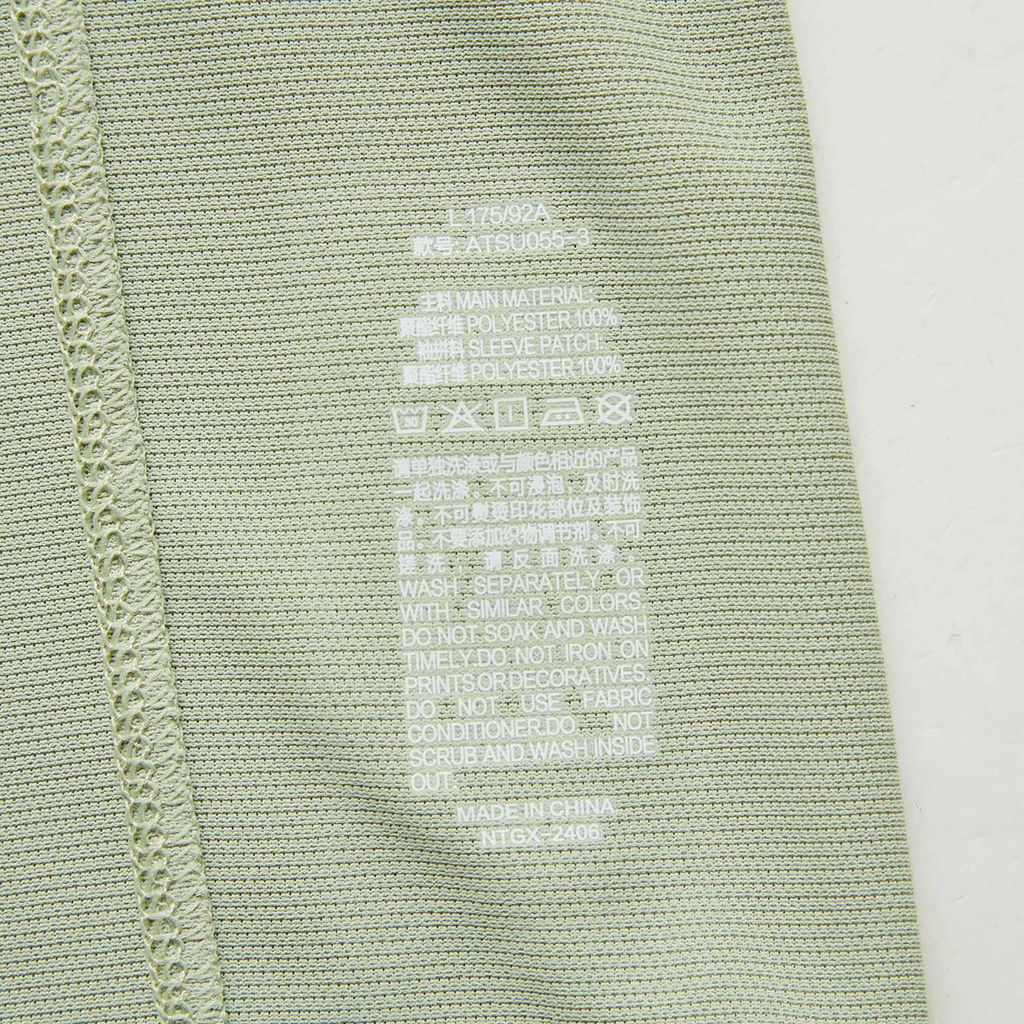 L 175/92A
款号: ATSU055-3
主料 MAIN MATERIAL:
聚酯纤维 POLYESTER 100%
袖拼料 SLEEVE PATCH:
聚酯纤维 POLYESTER 100%
30
请单独洗涤或与颜色相近的产品
一起洗涤。不可浸泡，及时洗
涤。不可熨烫印花部位及装饰
品。不要添加织物调节剂。不可
搓洗，请反面洗涤。
WASH SEPARATELY OR
WITH SIMILAR COLORS.
DO NOT SOAK AND WASH
TIMELY.DO NOT IRON ON
PRINTS OR DECORATIVES.
DO NOT USE FABRIC
CONDITIONER.DO NOT
SCRUB AND WASH INSIDE
OUT.
MADE IN CHINA
NTGX-2406